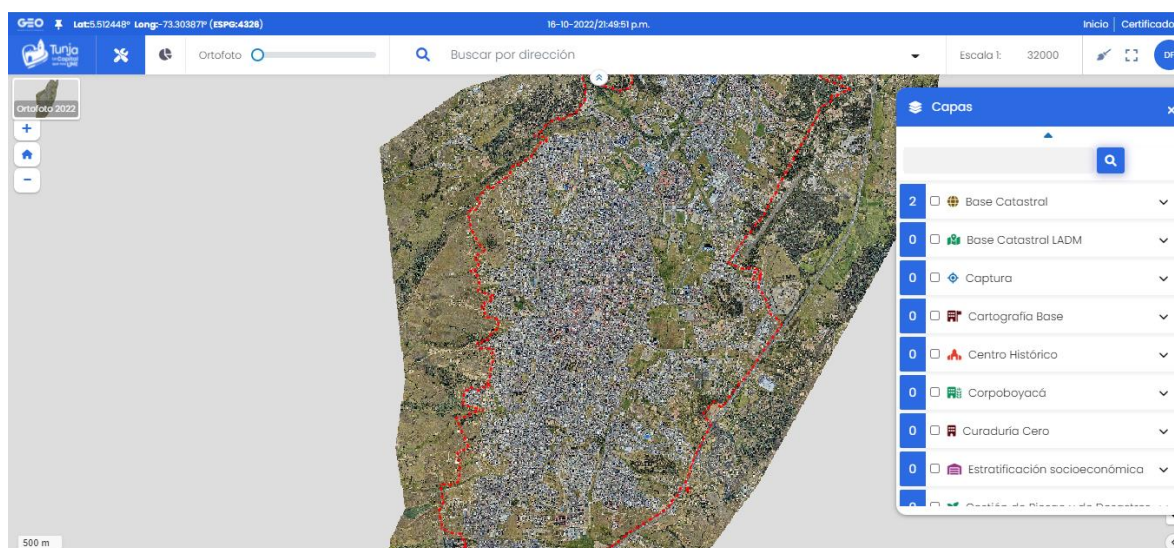 GEO Lat:5.512448° Long:-73.303871° (ESPG:4326) 16-10-2022/21:49:51 p.m. Inicio Certificado
Tunja Ortofoto Buscar por dirección Escala 1: 32000 DF
Ortofoto 2022
Capas
2 Base Catastral
0 Base Catastral LADM
0 Captura
0 Cartografía Base
0 Centro Histórico
0 Corpoboyacá
0 Curaduría Cero
0 Estratificación socioeconómica
500 m